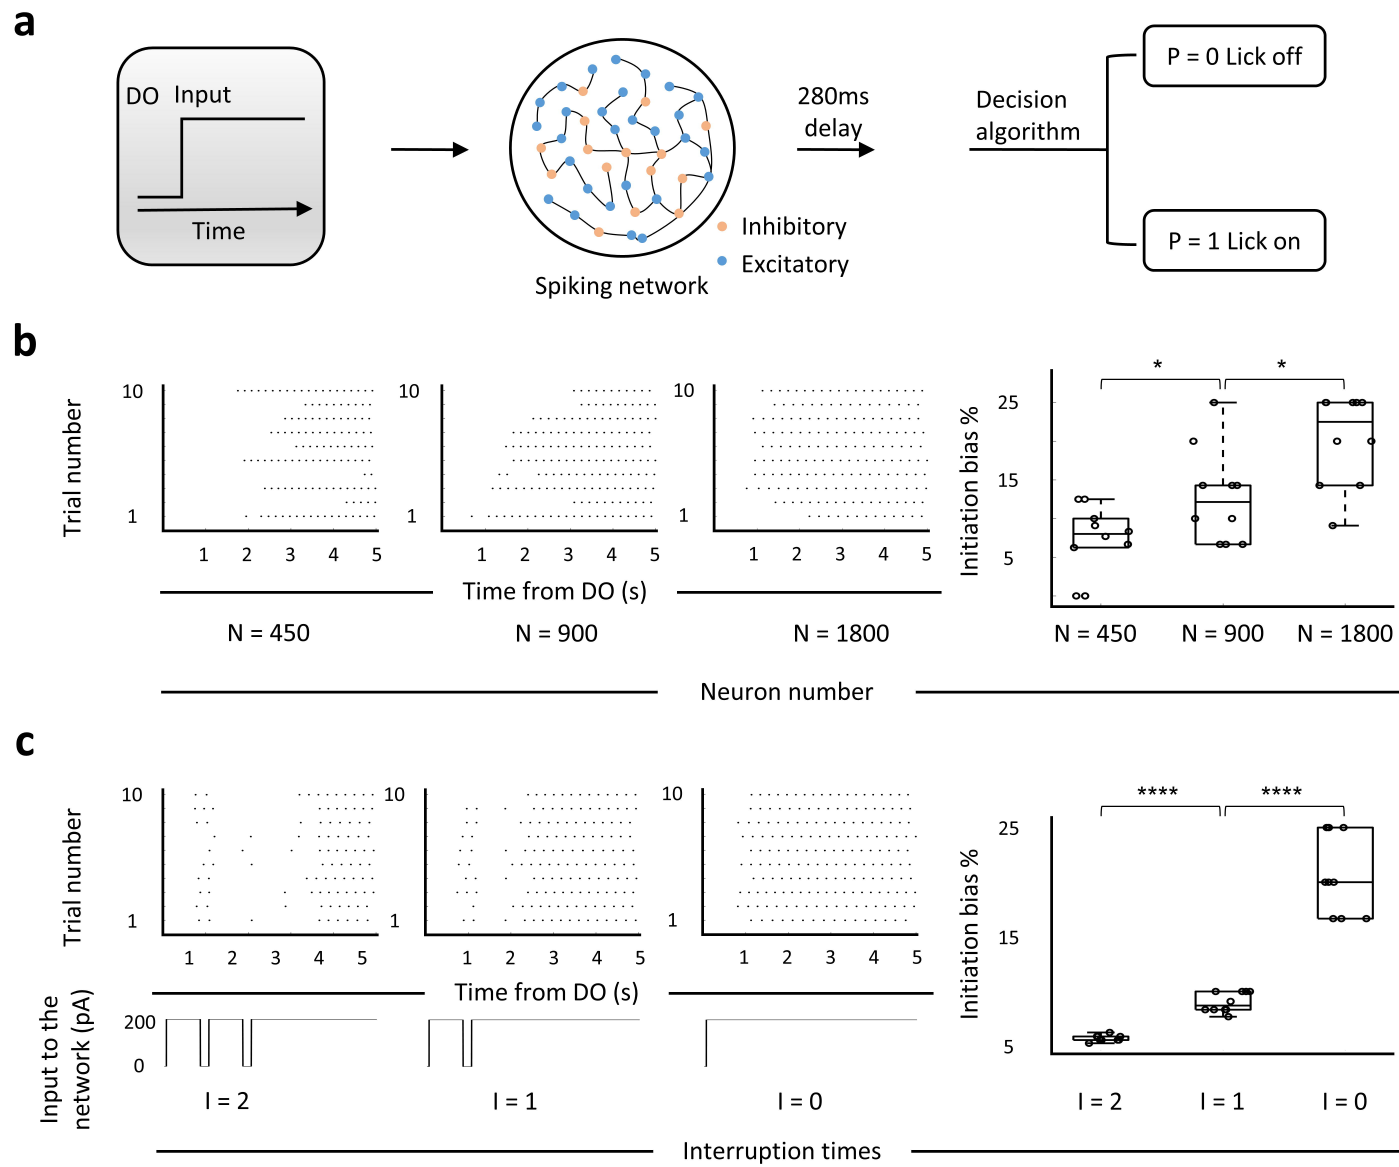 a
DO Input
Time
Spiking network
Inhibitory
Excitatory
280ms
delay
Decision
algorithm
P = 0 Lick off
P = 1 Lick on
b
Trial number
10
1
1 2 3 4 5
10
1
1 2 3 4 5
10
1
1 2 3 4 5
Time from DO (s)
N = 450
N = 900
N = 1800
Initiation bias %
25
15
5
*
*
N = 450
N = 900
N = 1800
Neuron number
c
Trial number
10
1
1 2 3 4 5
10
1
1 2 3 4 5
10
1
1 2 3 4 5
Time from DO (s)
Input to the
network (pA)
200
0
I = 2
I = 1
I = 0
Initiation bias %
25
15
5
****
****
I = 2
I = 1
I = 0
Interruption times